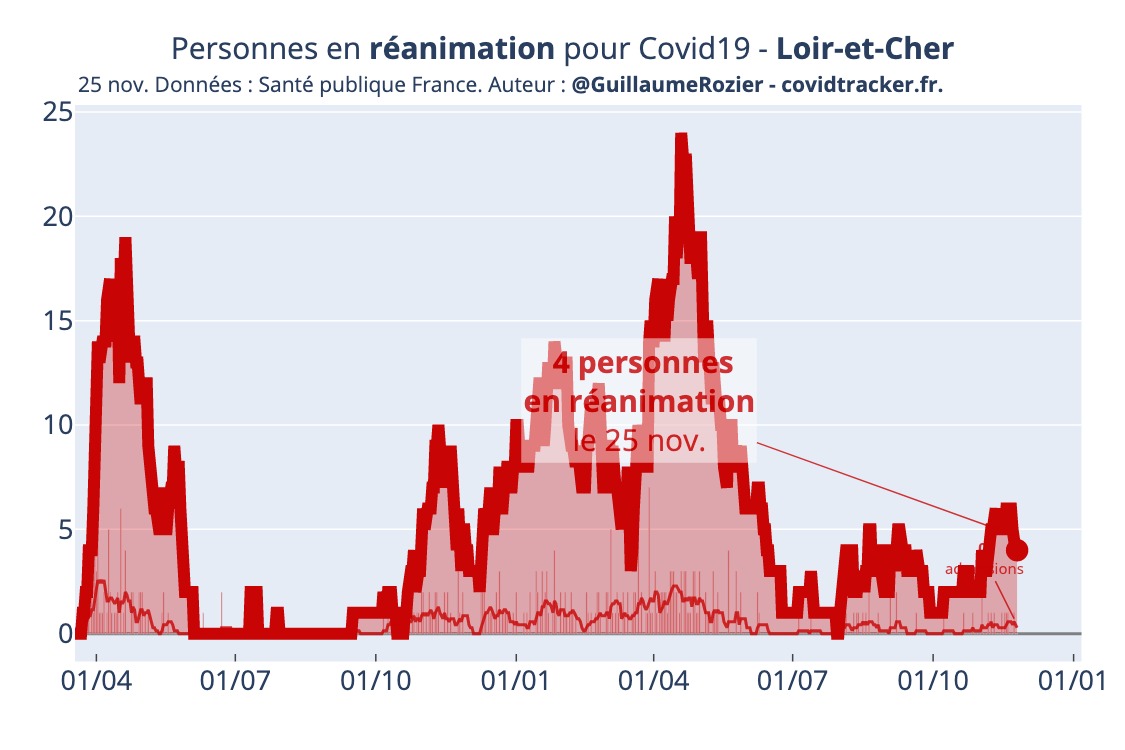 Personnes en réanimation pour Covid19 - Loir-et-Cher
25 nov. Données : Santé publique France. Auteur : @GuillaumeRozier - covidtracker.fr.
25
20
15
10
5
0
4 personnes
en réanimation
le 25 nov.
01/04
01/07
01/10
01/01
01/04
01/07
01/10
01/01